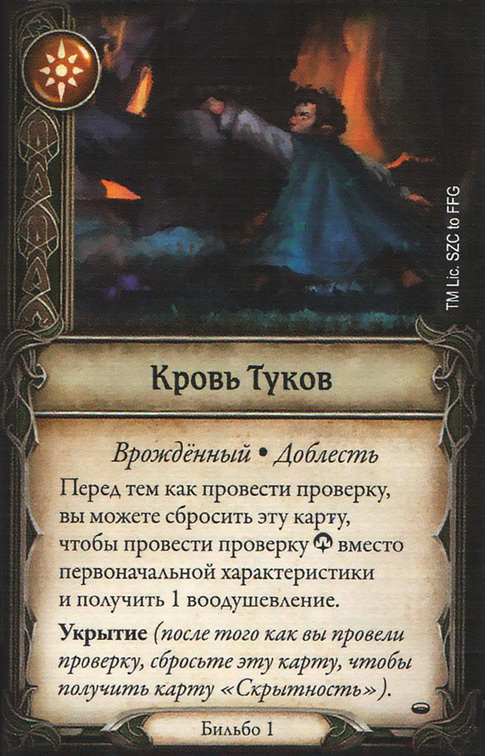 TM Lic. SZC to FFG
Кровь Туков
Врождённый • Доблесть
Перед тем как провести проверку,
вы можете сбросить эту карту,
чтобы провести проверку вместо
первоначальной характеристики
и получить 1 воодушевление.
Укрытие (после того как вы провели
проверку, сбросьте эту карту, чтобы
получить карту «Скрытность»).
Бильбо 1